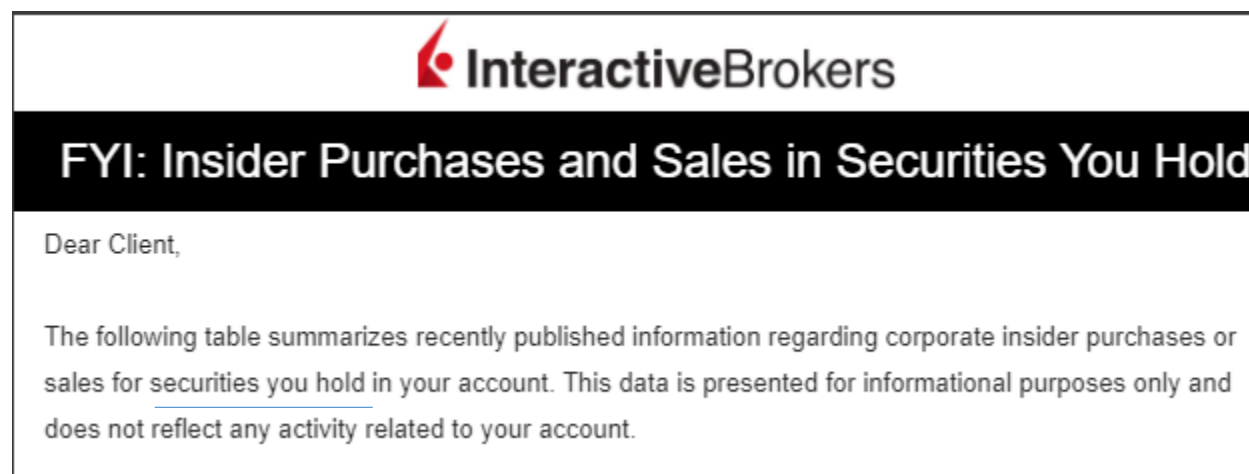 InteractiveBrokers
FYI: Insider Purchases and Sales in Securities You Hold
Dear Client,
The following table summarizes recently published information regarding corporate insider purchases or
sales for securities you hold in your account. This data is presented for informational purposes only and
does not reflect any activity related to your account.